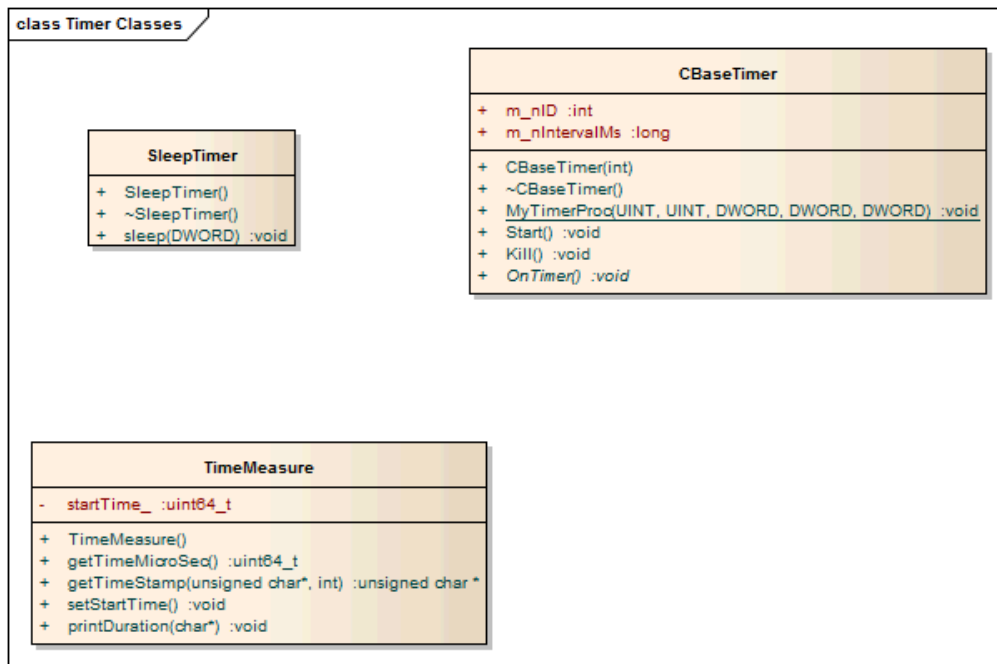 class Timer Classes
CBaseTimer
+ m_nID :int
+ m_nIntervalMs :long
+ CBaseTimer(int)
+ ~CBaseTimer()
+ MyTimerProc(UINT, UINT, DWORD, DWORD, DWORD) :void
+ Start() :void
+ Kill() :void
+ OnTimer() :void
SleepTimer
+ SleepTimer()
+ ~SleepTimer()
+ sleep(DWORD) :void
TimeMeasure
- startTime_ :uint64_t
+ TimeMeasure()
+ getTimeMicroSec() :uint64_t
+ getTimeStamp(unsigned char*, int) :unsigned char *
+ setStartTime() :void
+ printDuration(char*) :void